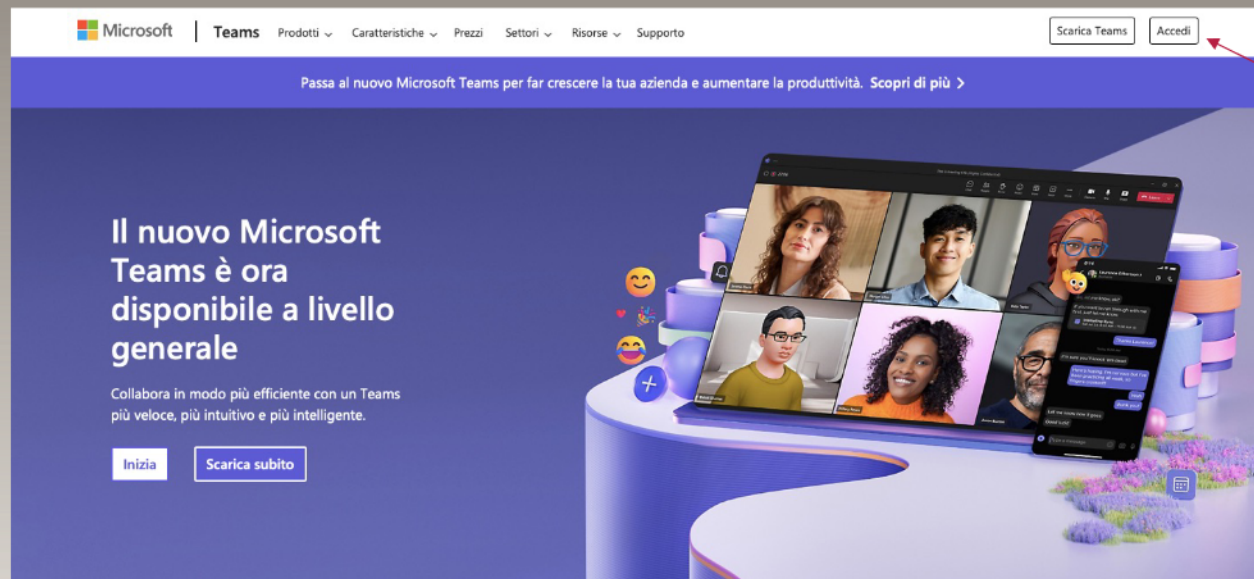 Microsoft
Teams
Prodotti
Caratteristiche
Prezzi
Settori
Risorse
Supporto
Scarica Teams
Accedi
Passa al nuovo Microsoft Teams per far crescere la tua azienda e aumentare la produttività. Scopri di più
Il nuovo Microsoft
Teams è ora
disponibile a livello
generale
Collabora in modo più efficiente con un Teams
più veloce, più intuitivo e più intelligente.
Inizia
Scarica subito